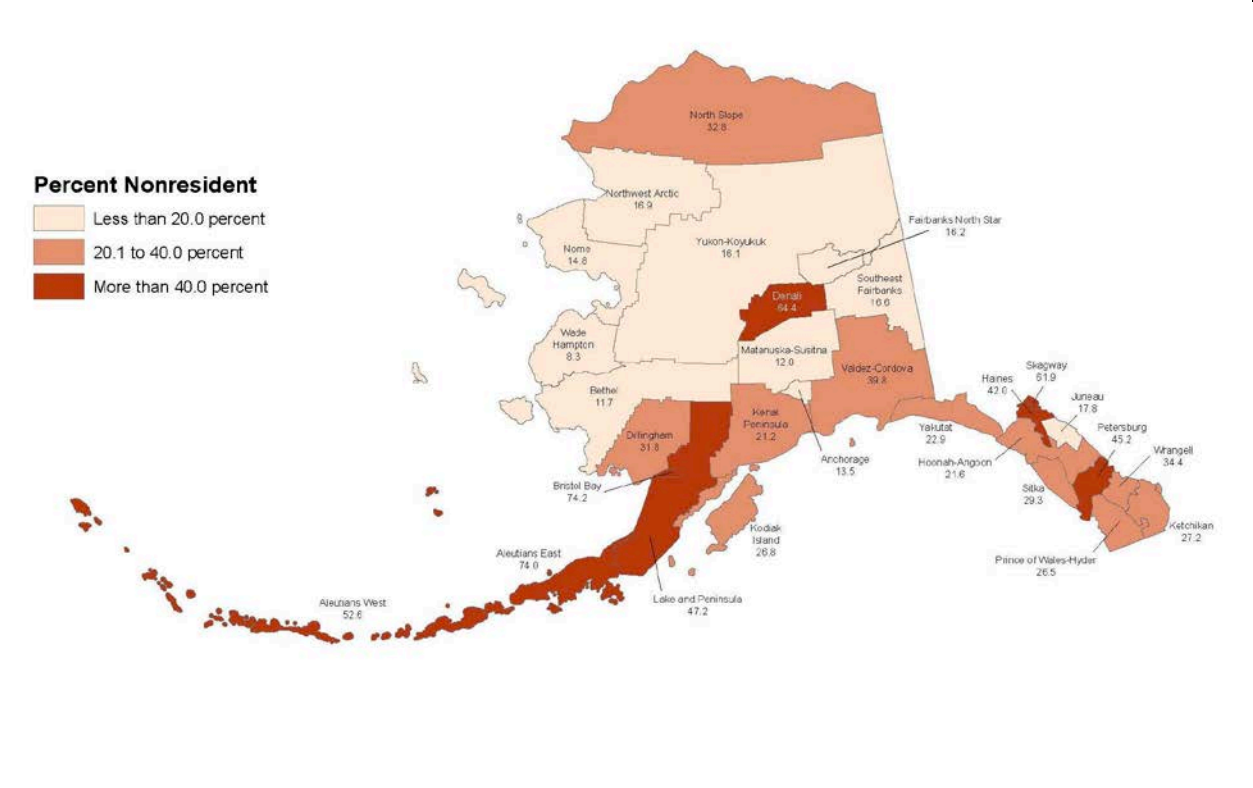 Percent Nonresident
Less than 20.0 percent
20.1 to 40.0 percent
More than 40.0 percent
North Slope
32.8
Northwest Arctic
16.9
Nome
14.8
Yukon-Koyukuk
16.1
Fairbanks North Star
16.2
Southeast
Fairbanks
16.6
Denali
64.4
Wade
Hampton
8.3
Matanuska-Susitna
12.0
Valdez-Cordova
39.8
Bethel
11.7
Dillingham
31.8
Kenai
Peninsula
21.2
Anchorage
13.5
Bristol Bay
74.2
Kodiak
Island
26.8
Aleutians East
74.0
Lake and Peninsula
47.2
Aleutians West
52.6
Yakutat
22.9
Skagway
61.9
Haines
42.0
Juneau
17.8
Petersburg
45.2
Wrangell
34.4
Hoonah-Angoon
21.6
Sitka
29.3
Ketchikan
27.2
Prince of Wales-Hyder
26.5